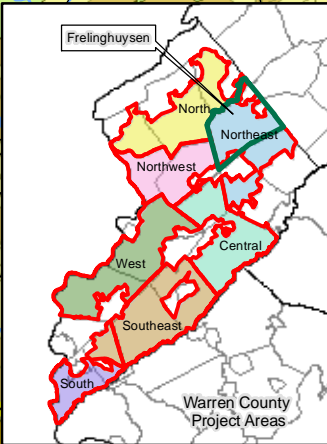 Frelinghuysen
North
Northeast
Northwest
Central
West
Southeast
South
Warren County
Project Areas